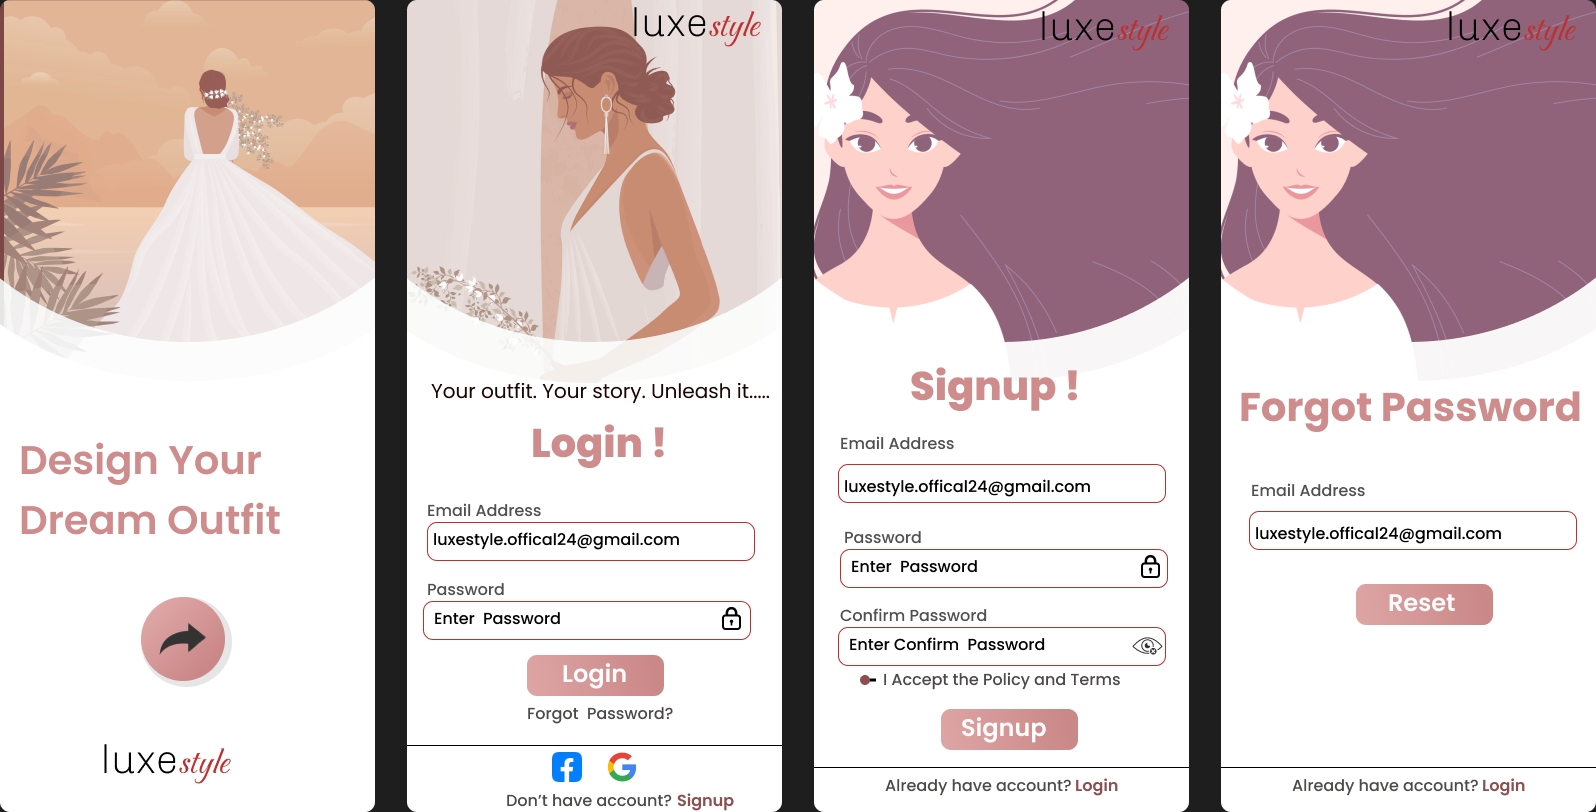 Design Your
Dream Outfit
luxestyle
luxestyle
Your outfit. Your story. Unleash it.....
Login !
Email Address
luxestyle.offical24@gmail.com
Password
Enter Password
Login
Forgot Password?
Don't have account? Signup
luxestyle
Signup !
Email Address
luxestyle.offical24@gmail.com
Password
Enter Password
Confirm Password
Enter Confirm Password
I Accept the Policy and Terms
Signup
Already have account? Login
luxestyle
Forgot Password
Email Address
luxestyle.offical24@gmail.com
Reset
Already have account? Login